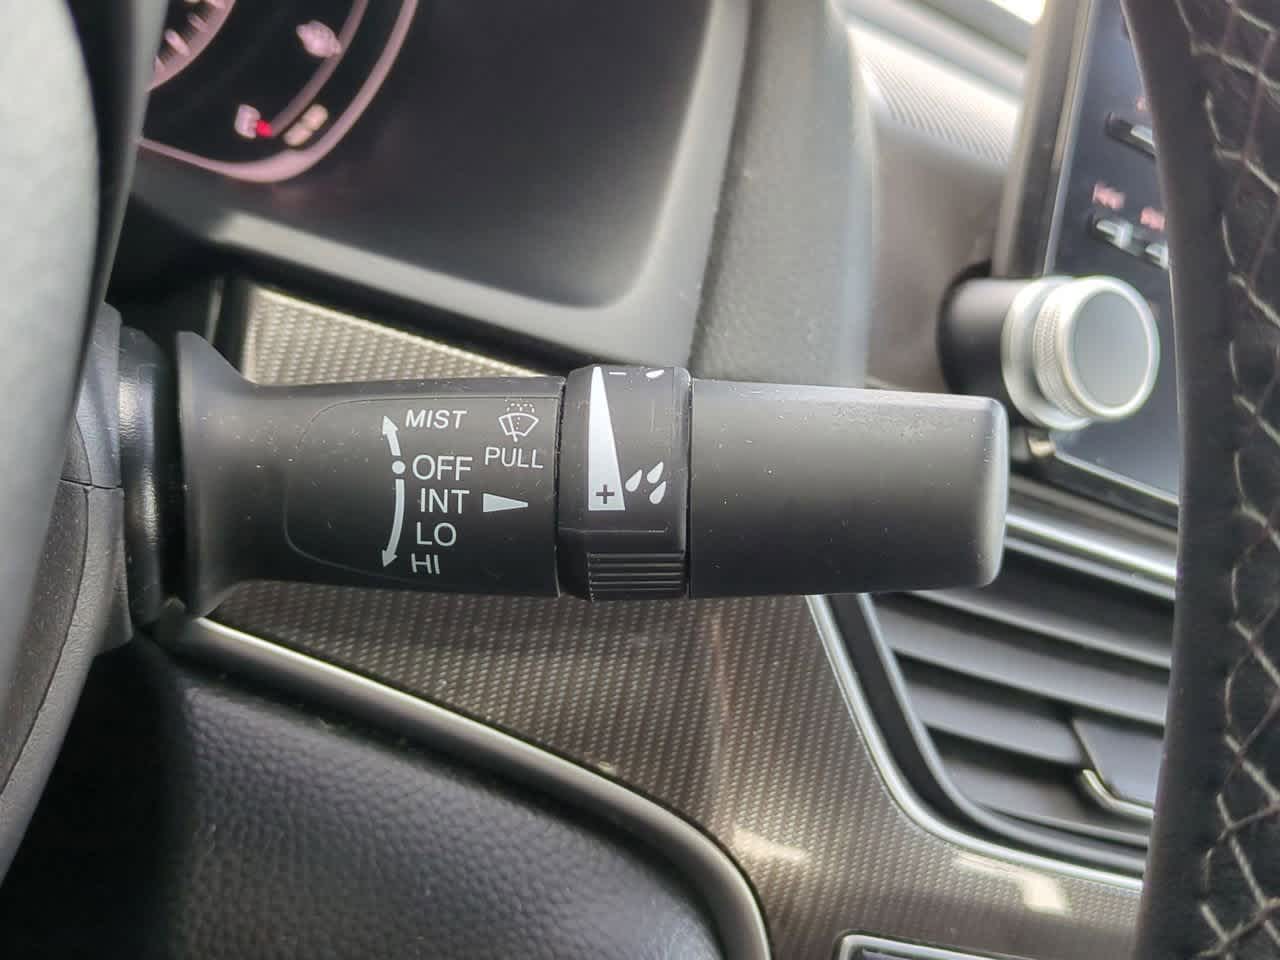 MIST
OFF PULL
INT
LO
HI
−
+